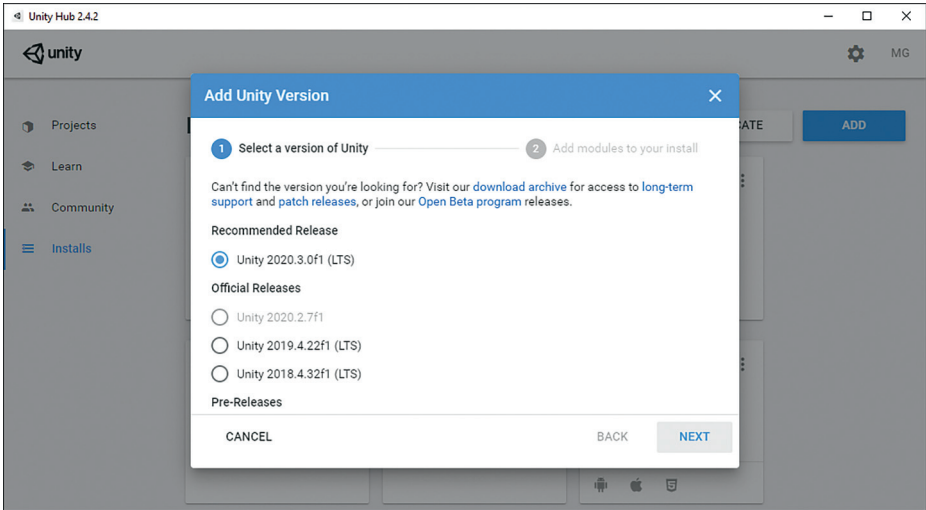 Unity Hub 2.4.2
unity
MG
Add Unity Version
Projects
ATE
ADD
1 Select a version of Unity
2 Add modules to your install
Learn
Can't find the version you're looking for? Visit our download archive for access to long-term
support and patch releases, or join our Open Beta program releases.
Community
Recommended Release
Installs
Unity 2020.3.0f1 (LTS)
Official Releases
Unity 2020.2.7f1
Unity 2019.4.22f1 (LTS)
Unity 2018.4.32f1 (LTS)
Pre-Releases
CANCEL
BACK
NEXT